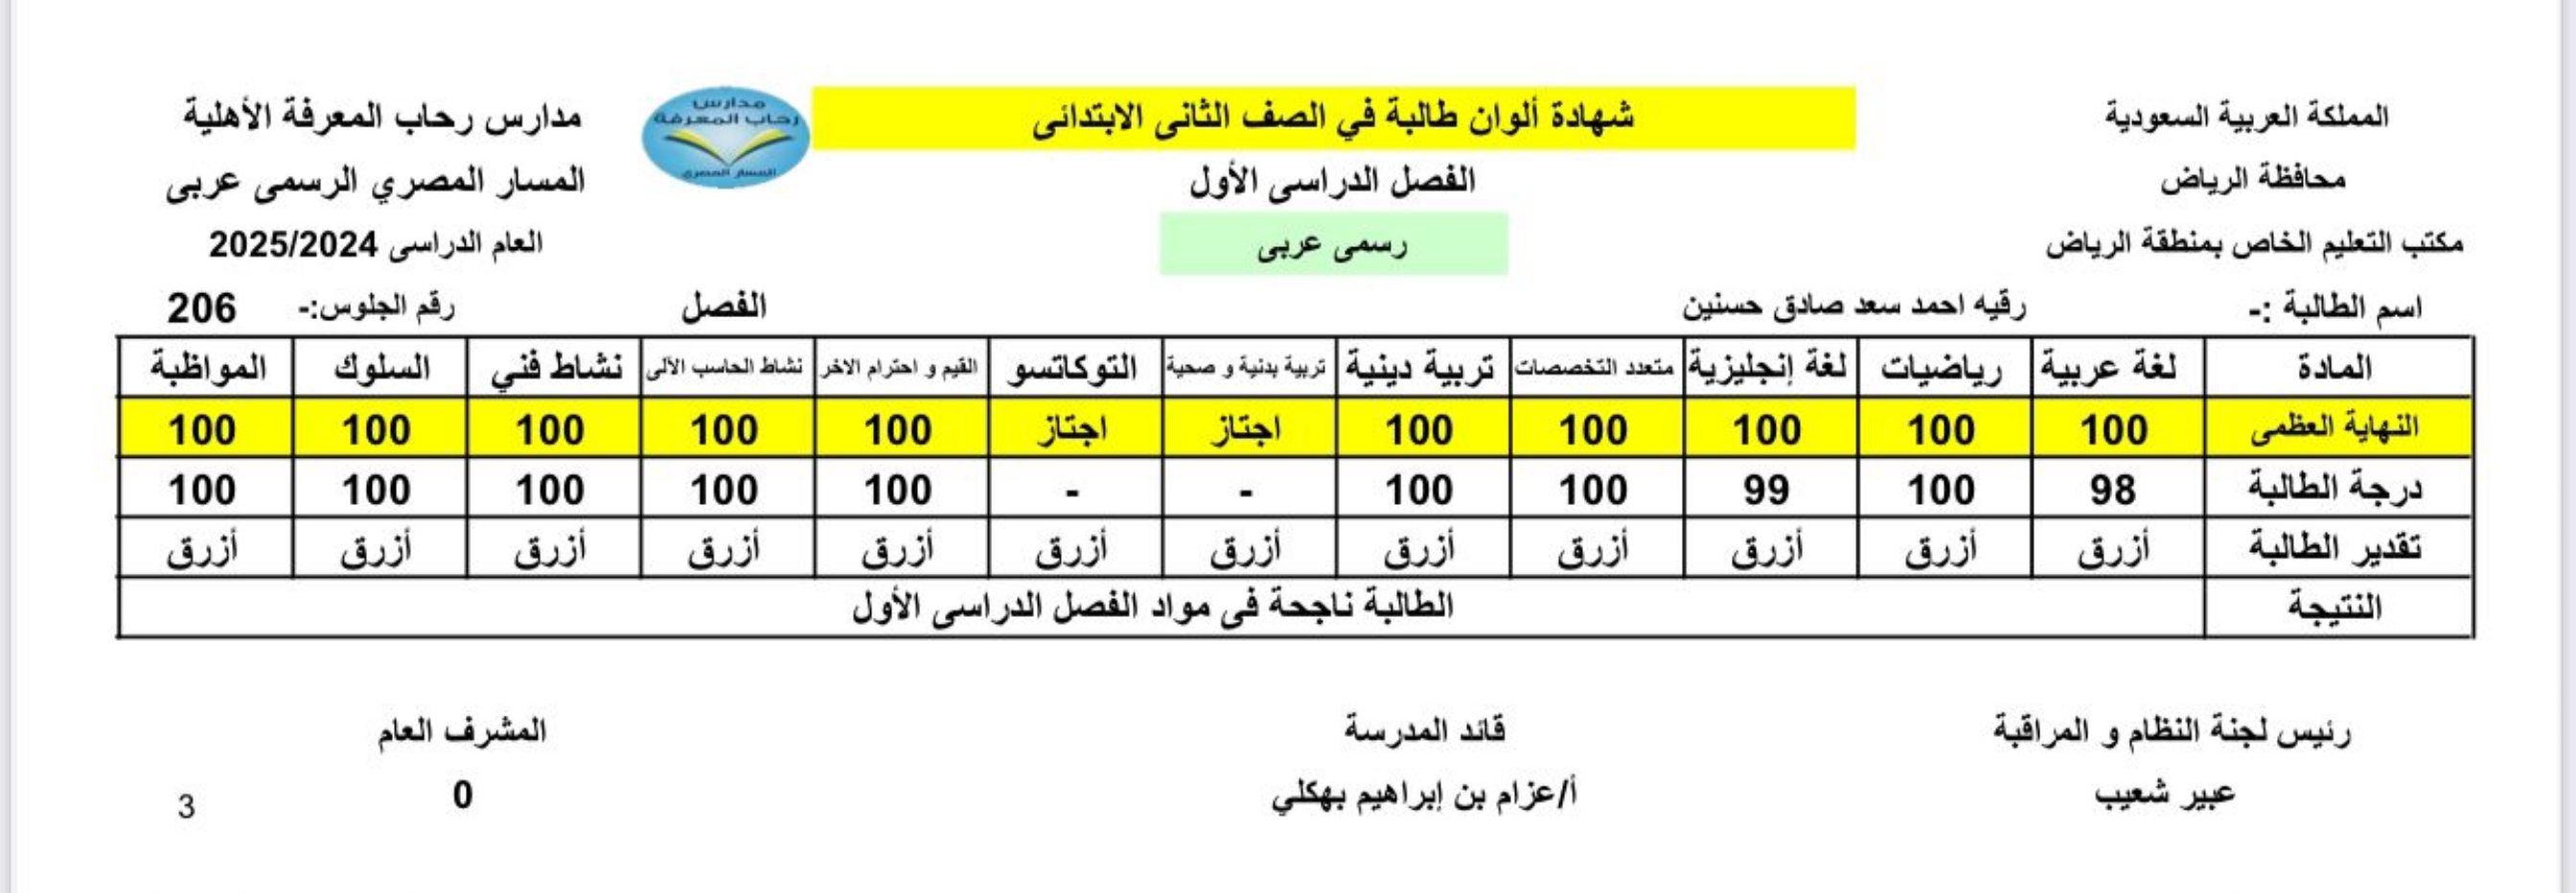 المملكة العربية السعودية
شهادة ألوان طالبة في الصف الثانى الابتدائى
مدارس رحاب المعرفة المسار المصرى
مدارس رحاب المعرفة الأهلية
محافظة الرياض
الفصل الدراسى الأول
المسار المصري الرسمى عربى
مكتب التعليم الخاص بمنطقة الرياض
رسمى عربى
العام الدراسى 2025/2024
اسم الطالبة :- رقيه احمد سعد صادق حسنين الفصل رقم الجلوس:- 206
المادة لغة عربية رياضيات لغة إنجليزية متعدد التخصصات تربية دينية تربية بدنية و صحية التوكاتسو القيم و احترام الاخر نشاط الحاسب الآلى نشاط فني السلوك المواظبة
النهاية العظمى 100 100 100 100 100 اجتاز اجتاز 100 100 100 100 100
درجة الطالبة 98 100 99 100 100 - - 100 100 100 100 100
تقدير الطالبة أزرق أزرق أزرق أزرق أزرق أزرق أزرق أزرق أزرق أزرق أزرق أزرق
النتيجة الطالبة ناجحة فى مواد الفصل الدراسى الأول
رئيس لجنة النظام و المراقبة قائد المدرسة المشرف العام
عبير شعيب أ/عزام بن إبراهيم بهكلي 0
3